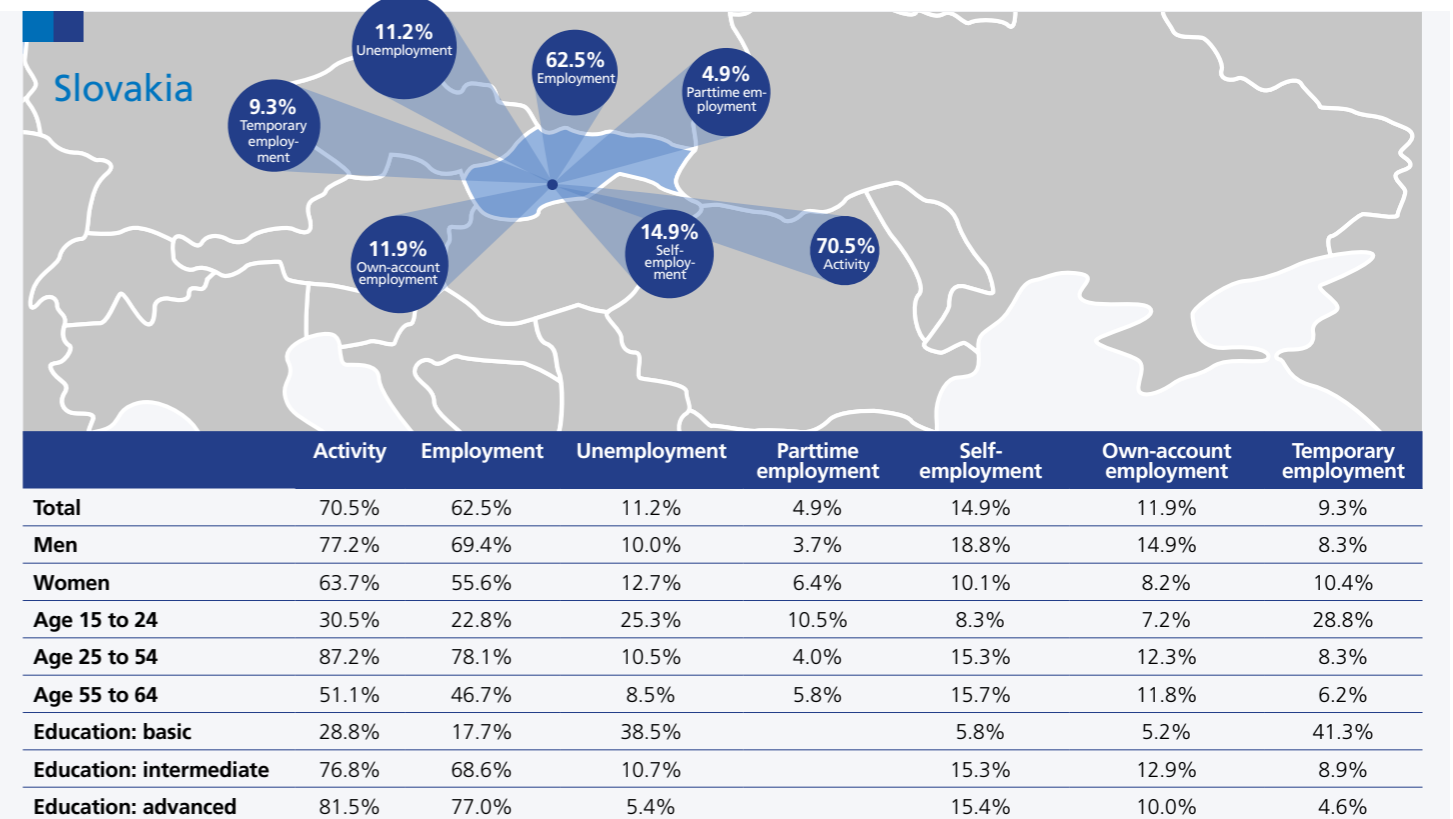 Slovakia
11.2%
Unemployment
62.5%
Employment
4.9%
Parttime em-
ployment
9.3%
Temporary
employ-
ment
11.9%
Own-account
employment
14.9%
Self-
employ-
ment
70.5%
Activity
Activity Employment Unemployment Parttime employment Self-employment Own-account employment Temporary employment
Total 70.5% 62.5% 11.2% 4.9% 14.9% 11.9% 9.3%
Men 77.2% 69.4% 10.0% 3.7% 18.8% 14.9% 8.3%
Women 63.7% 55.6% 12.7% 6.4% 10.1% 8.2% 10.4%
Age 15 to 24 30.5% 22.8% 25.3% 10.5% 8.3% 7.2% 28.8%
Age 25 to 54 87.2% 78.1% 10.5% 4.0% 15.3% 12.3% 8.3%
Age 55 to 64 51.1% 46.7% 8.5% 5.8% 15.7% 11.8% 6.2%
Education: basic 28.8% 17.7% 38.5% 5.8% 5.2% 41.3%
Education: intermediate 76.8% 68.6% 10.7% 15.3% 12.9% 8.9%
Education: advanced 81.5% 77.0% 5.4% 15.4% 10.0% 4.6%